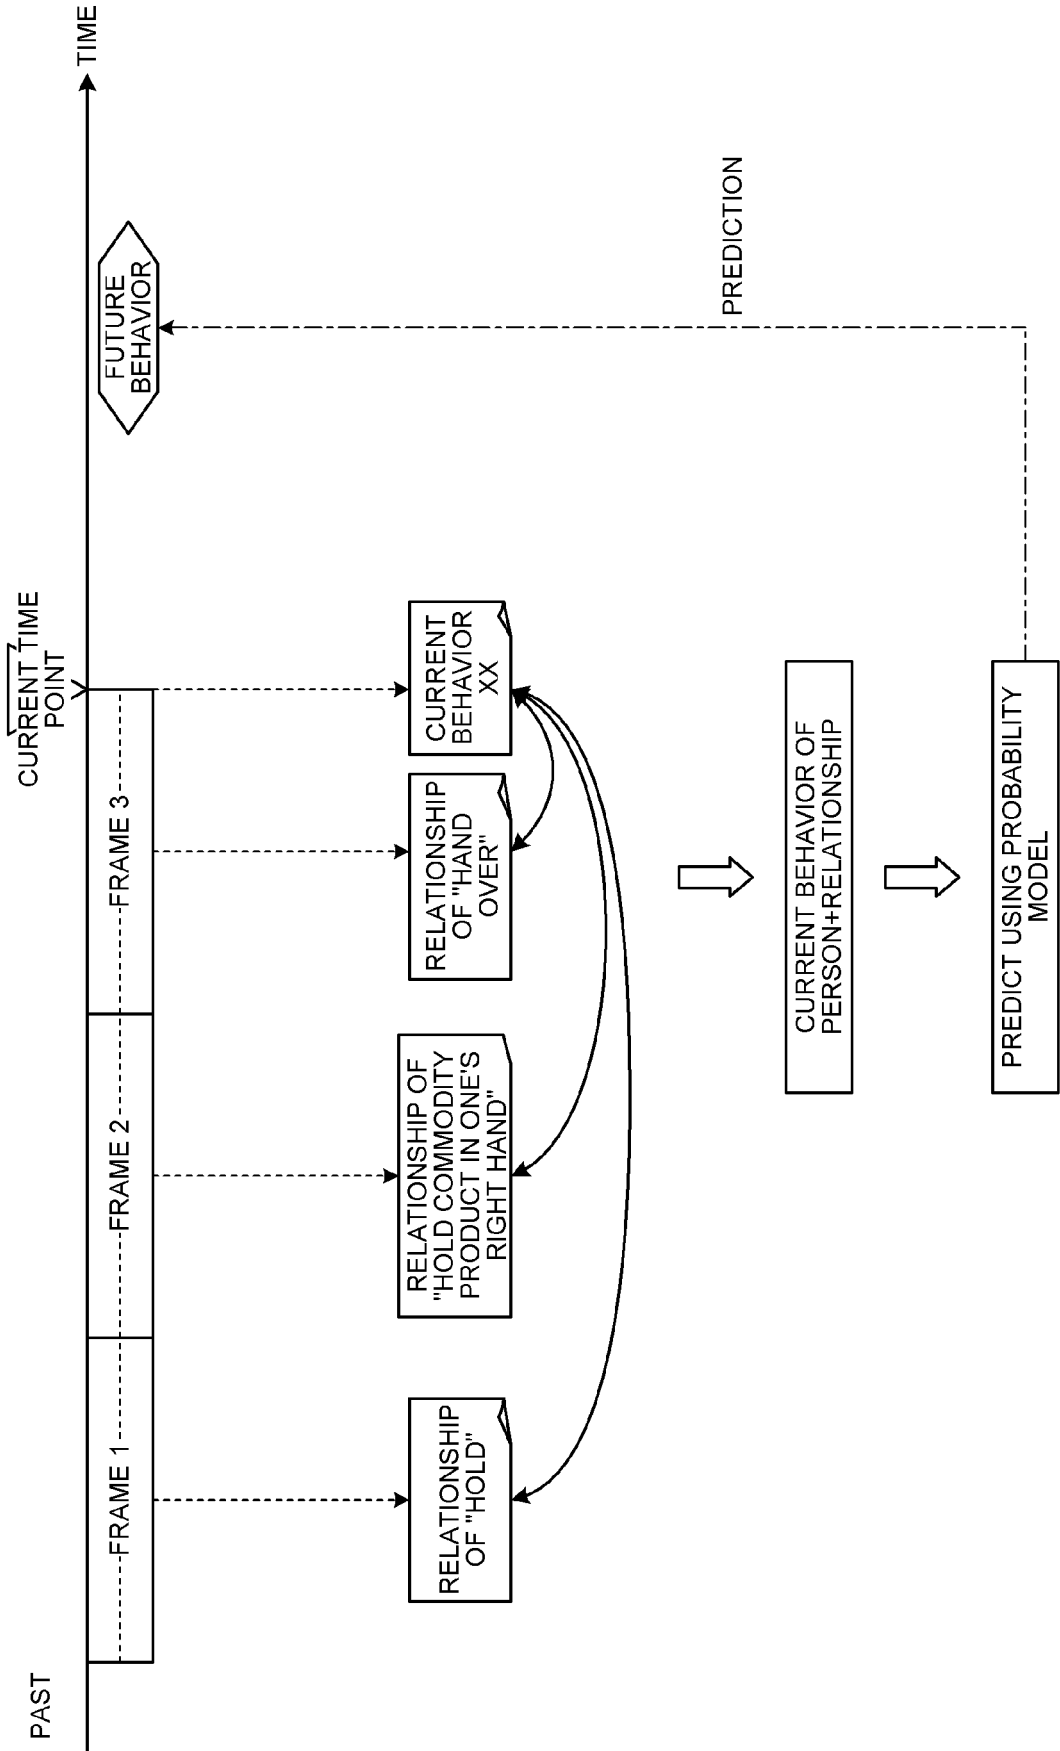 PAST
CURRENT TIME
POINT
TIME
FRAME 1
FRAME 2
FRAME 3
FUTURE
BEHAVIOR
RELATIONSHIP
OF "HOLD"
RELATIONSHIP OF
"HOLD COMMODITY
PRODUCT IN ONE'S
RIGHT HAND"
RELATIONSHIP
OF "HAND
OVER"
CURRENT
BEHAVIOR
XX
PREDICTION
CURRENT BEHAVIOR OF
PERSON+RELATIONSHIP
PREDICT USING PROBABILITY
MODEL